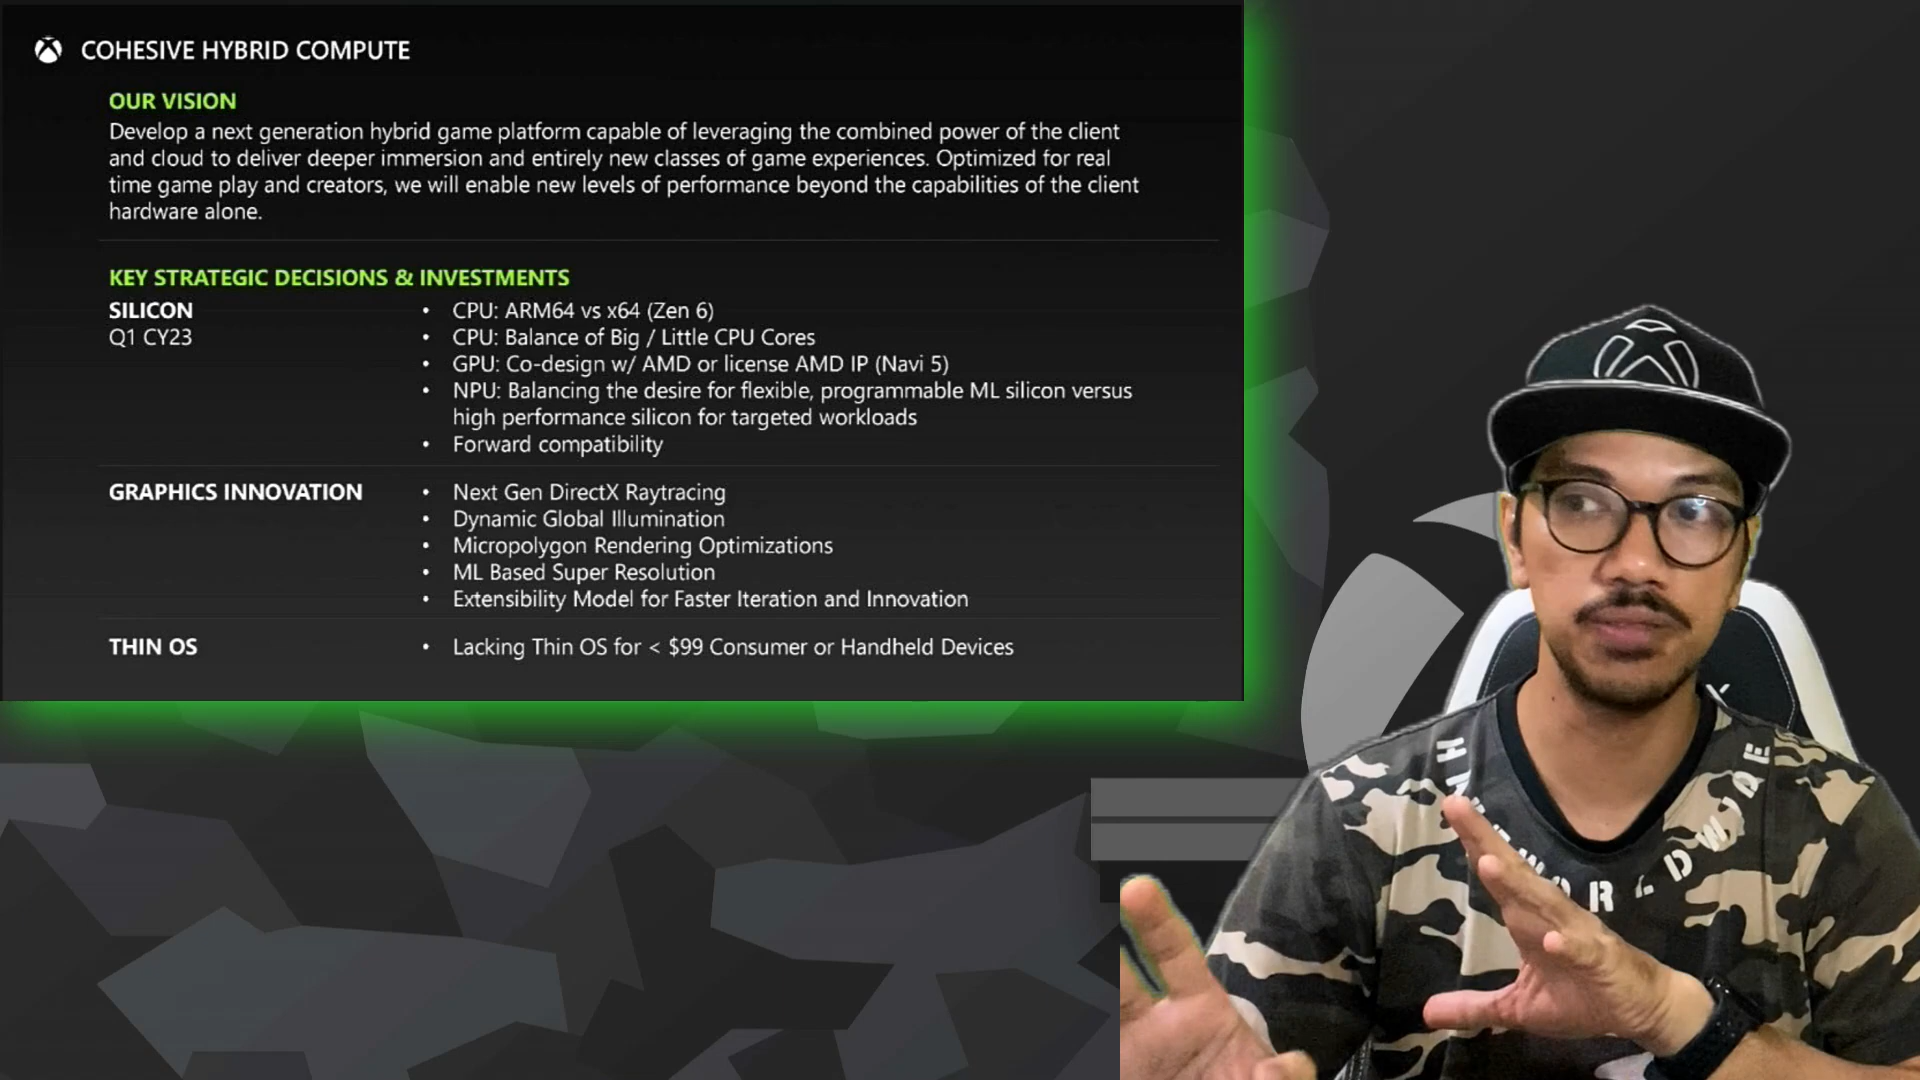 COHESIVE HYBRID COMPUTE
OUR VISION
Develop a next generation hybrid game platform capable of leveraging the combined power of the client
and cloud to deliver deeper immersion and entirely new classes of game experiences. Optimized for real
time game play and creators, we will enable new levels of performance beyond the capabilities of the client
hardware alone.
KEY STRATEGIC DECISIONS & INVESTMENTS
SILICON
Q1 CY23
• CPU: ARM64 vs x64 (Zen 6)
• CPU: Balance of Big / Little CPU Cores
• GPU: Co-design w/ AMD or license AMD IP (Navi 5)
• NPU: Balancing the desire for flexible, programmable ML silicon versus
high performance silicon for targeted workloads
• Forward compatibility
GRAPHICS INNOVATION
• Next Gen DirectX Raytracing
• Dynamic Global Illumination
• Micropolygon Rendering Optimizations
• ML Based Super Resolution
• Extensibility Model for Faster Iteration and Innovation
THIN OS
• Lacking Thin OS for < $99 Consumer or Handheld Devices